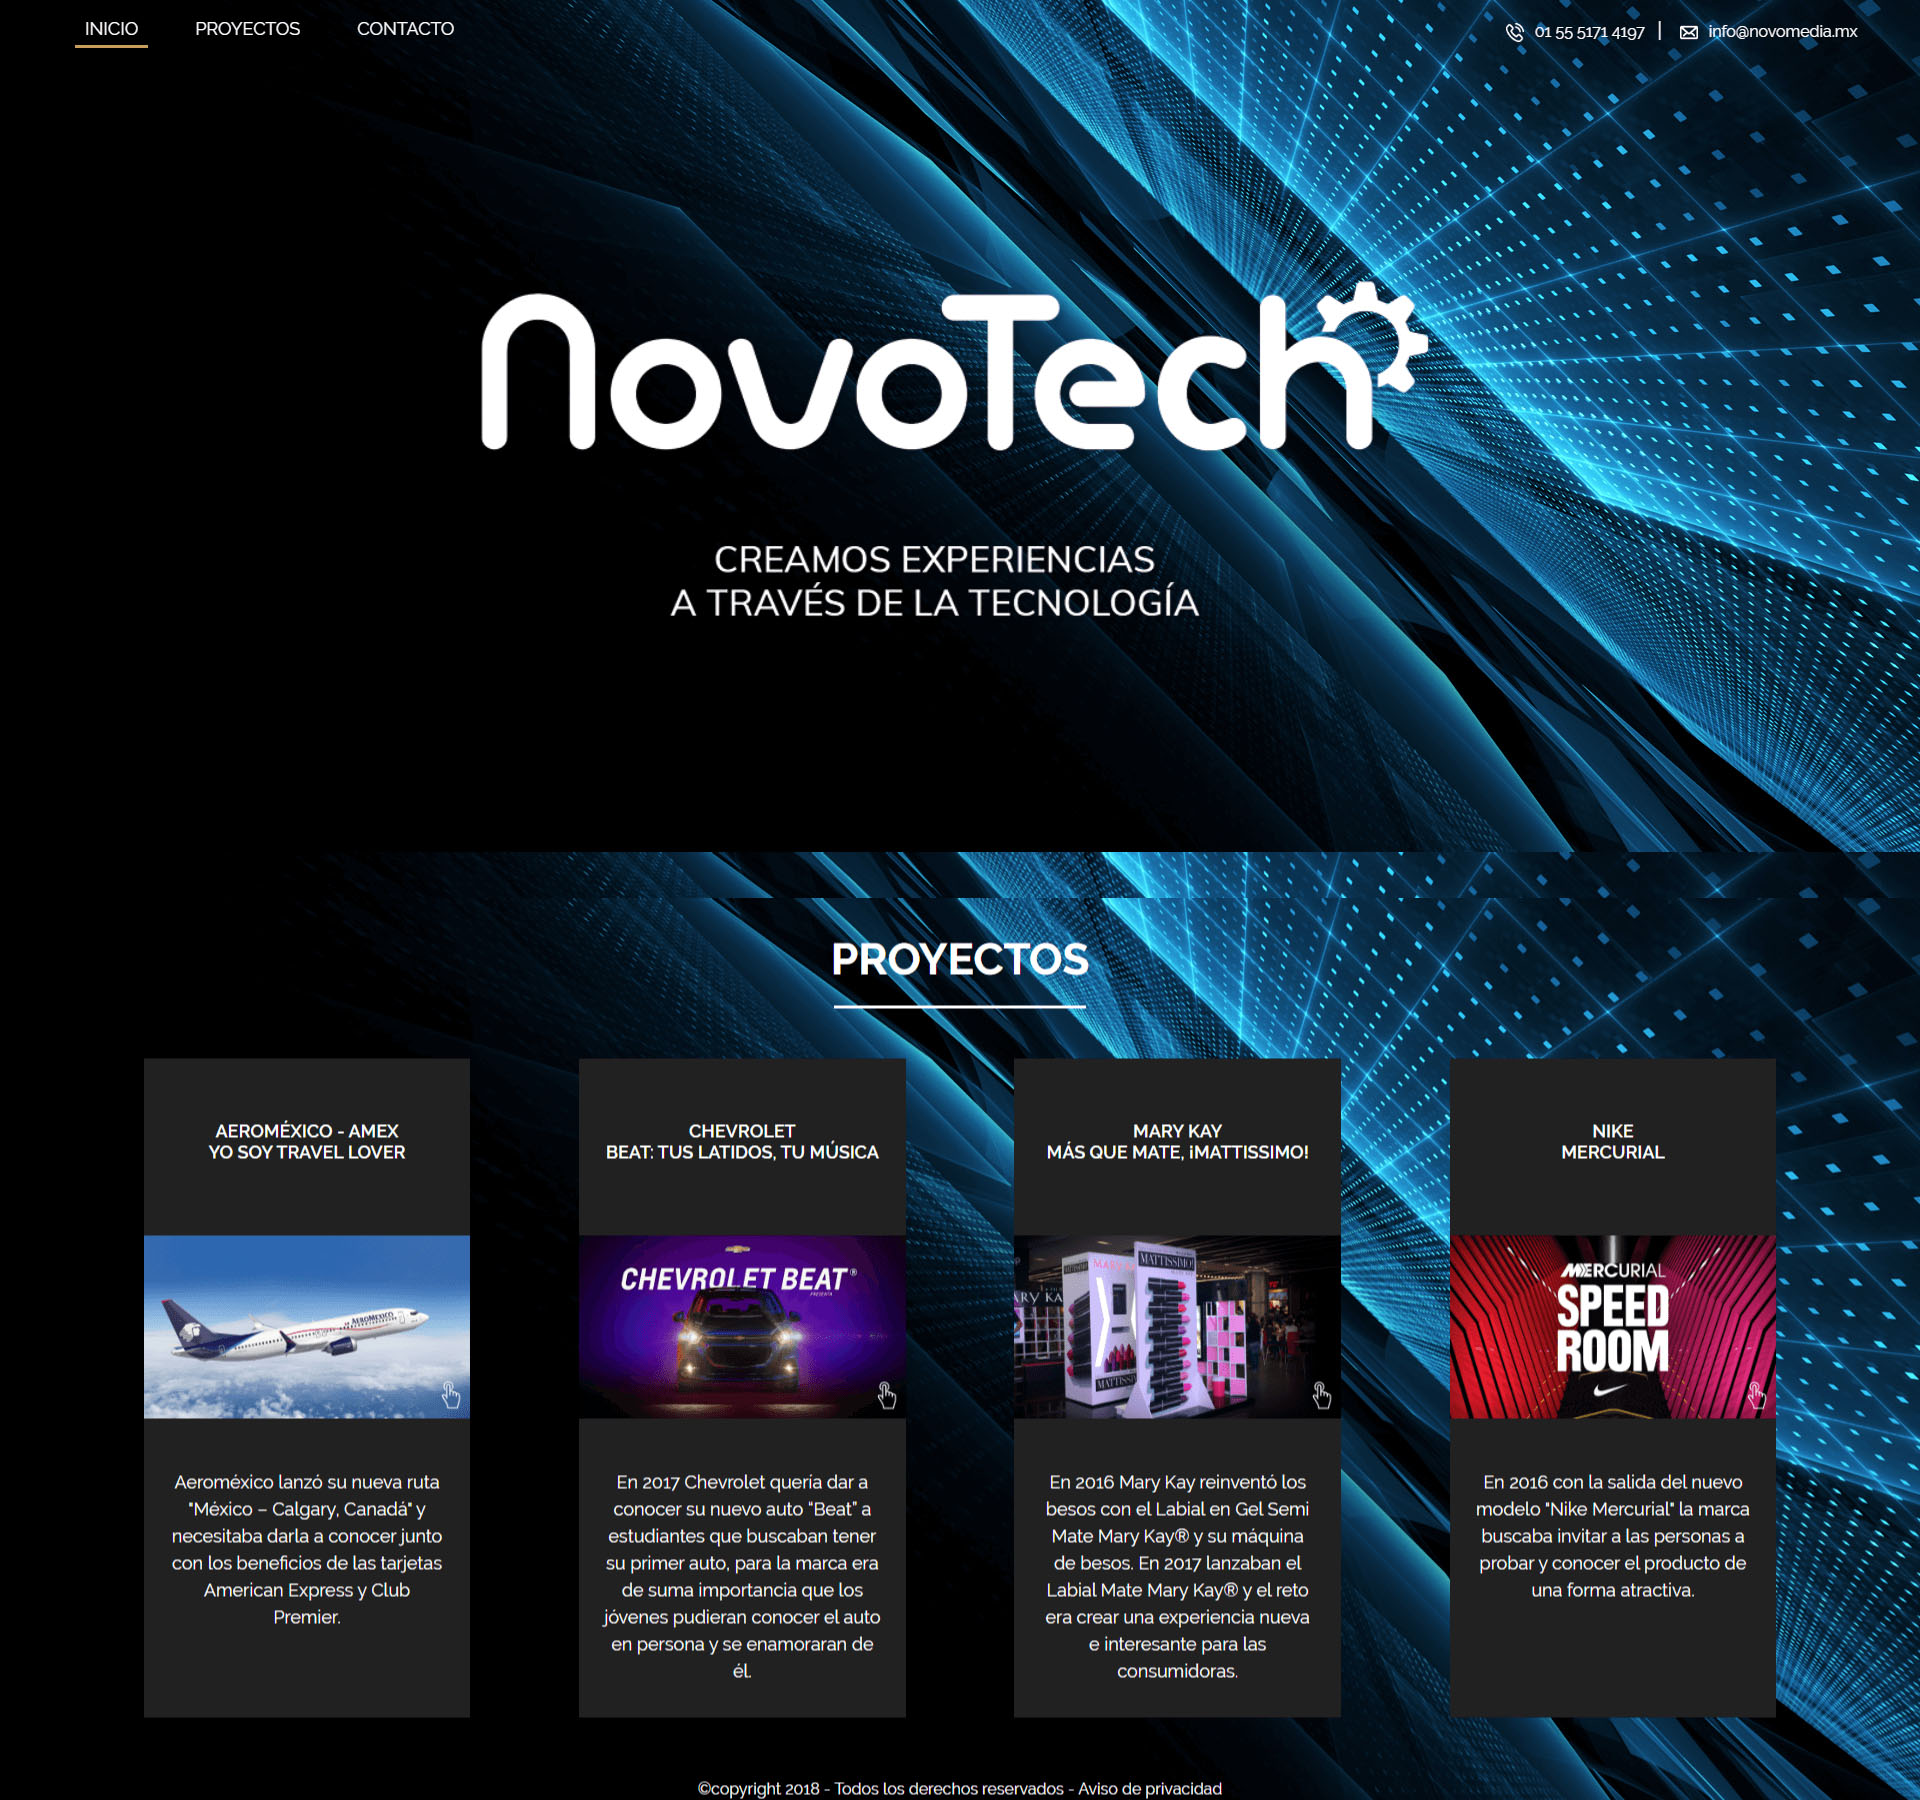 INICIO PROYECTOS CONTACTO
01 55 5171 4197 | info@novomedia.mx
NovoTech
CREAMOS EXPERIENCIAS
A TRAVÉS DE LA TECNOLOGÍA
PROYECTOS
AEROMÉXICO - AMEX
YO SOY TRAVEL LOVER
AEROMEXICO
Aeroméxico lanzó su nueva ruta
"México – Calgary, Canadá" y
necesitaba darla a conocer junto
con los beneficios de las tarjetas
American Express y Club
Premier.
CHEVROLET
BEAT: TUS LATIDOS, TU MÚSICA
CHEVROLET BEAT®
PRESENTA
En 2017 Chevrolet quería dar a
conocer su nuevo auto “Beat” a
estudiantes que buscaban tener
su primer auto, para la marca era
de suma importancia que los
jóvenes pudieran conocer el auto
en persona y se enamoraran de
él.
MARY KAY
MÁS QUE MATE, ¡MATTISSIMO!
MATTISSIMO!
En 2016 Mary Kay reinventó los
besos con el Labial en Gel Semi
Mate Mary Kay® y su máquina
de besos. En 2017 lanzaban el
Labial Mate Mary Kay® y el reto
era crear una experiencia nueva
e interesante para las
consumidoras.
NIKE
MERCURIAL
MERCURIAL
SPEED
ROOM
En 2016 con la salida del nuevo
modelo "Nike Mercurial" la marca
buscaba invitar a las personas a
probar y conocer el producto de
una forma atractiva.
©copyright 2018 - Todos los derechos reservados - Aviso de privacidad